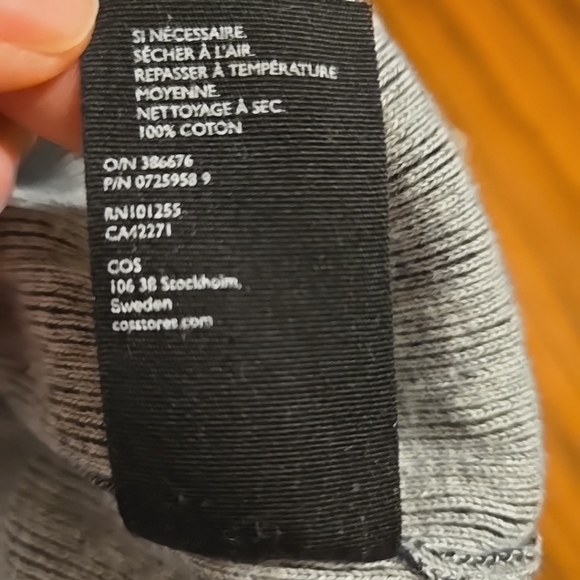 SI NÉCESSAIRE.
SÉCHER À L'AIR.
REPASSER À TEMPÉRATURE
MOYENNE.
NETTOYAGE À SEC.
100% COTON
O/N 386676
P/N 0725958 9
RN101255
CA42271
COS
106 38 Stockholm,
Sweden
cosstores.com